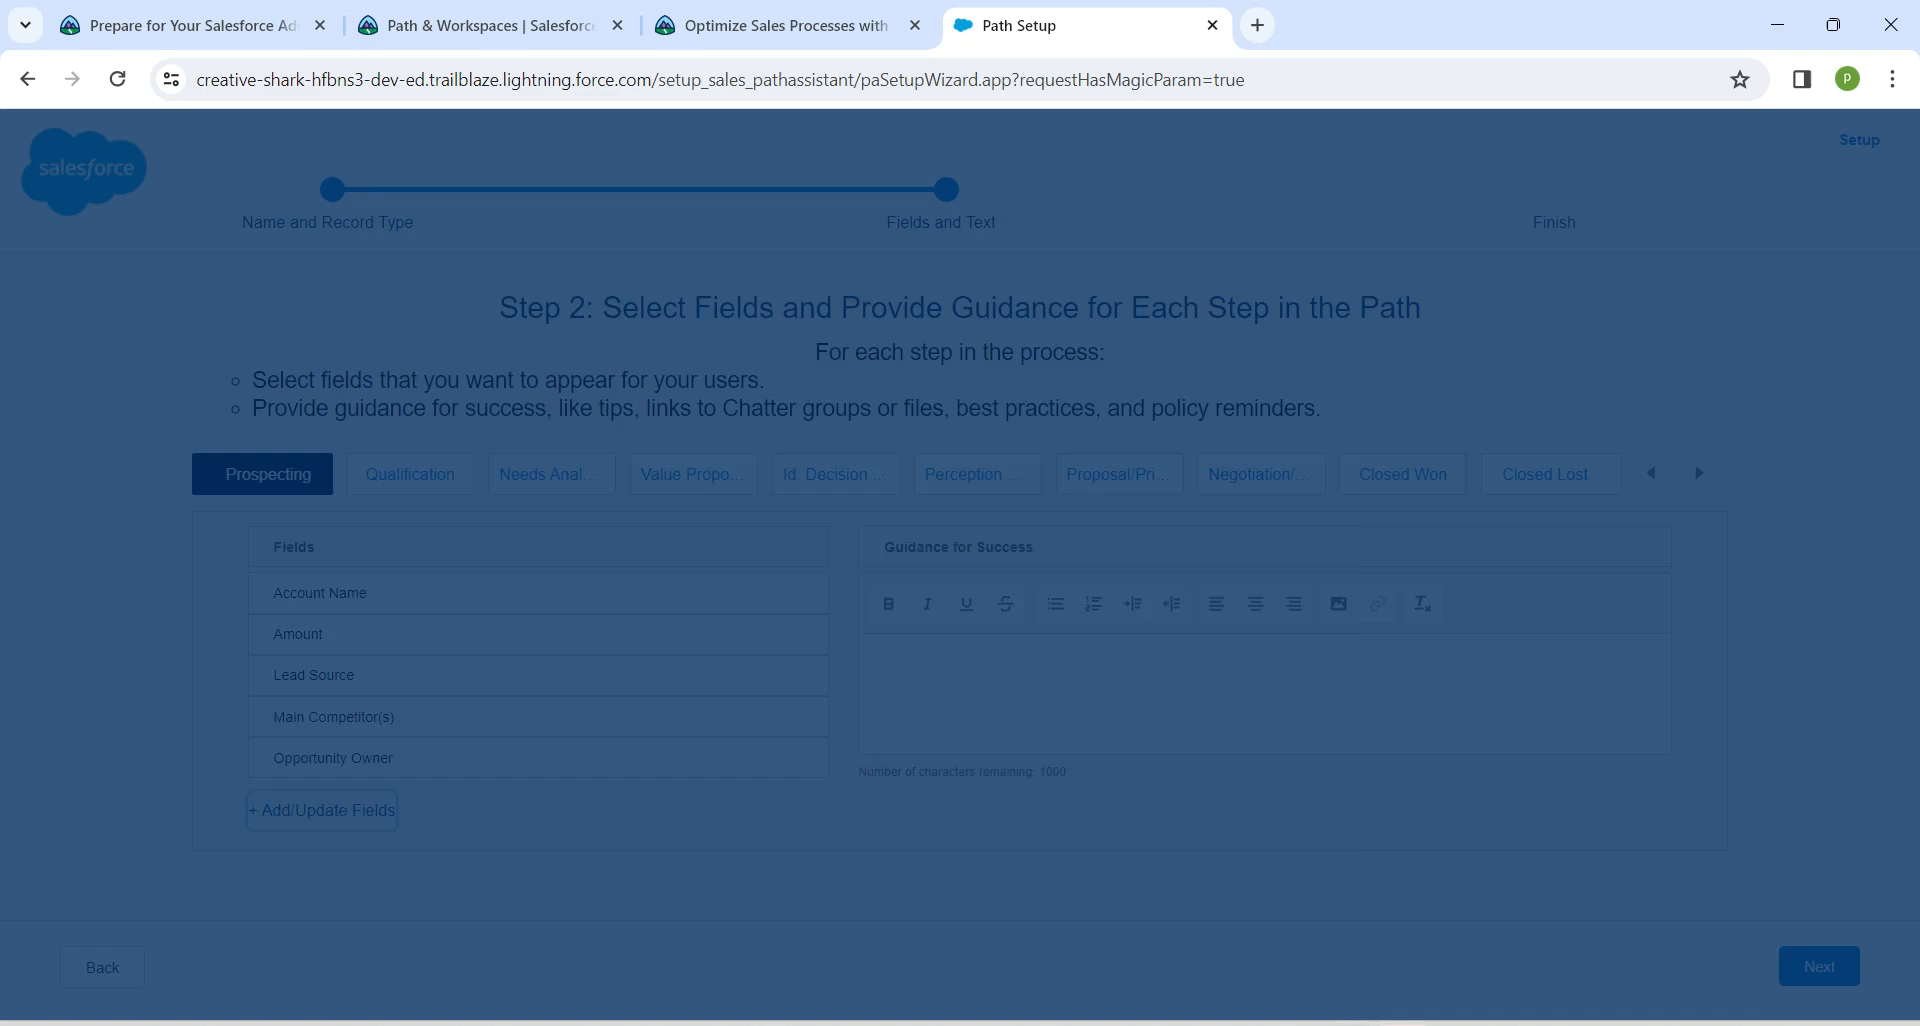 Prepare for Your Salesforce Ad
Path & Workspaces | Salesforc
Optimize Sales Processes with
Path Setup
creative-shark-hfbns3-dev-ed.trailblaze.lightning.force.com/setup_sales_pathassistant/paSetupWizard.app?requestHasMagicParam=true
P
salesforce
Setup
Name and Record Type
Fields and Text
Finish
Step 2: Select Fields and Provide Guidance for Each Step in the Path
For each step in the process:
Select fields that you want to appear for your users.
Provide guidance for success, like tips, links to Chatter groups or files, best practices, and policy reminders.
Prospecting
Qualification
Needs Anal...
Value Propo...
Id. Decision ...
Perception ...
Proposal/Pri...
Negotiation/...
Closed Won
Closed Lost
Fields
Guidance for Success
Account Name
Amount
Lead Source
Main Competitor(s)
Opportunity Owner
Number of characters remaining: 1000
+ Add/Update Fields
Back
Next